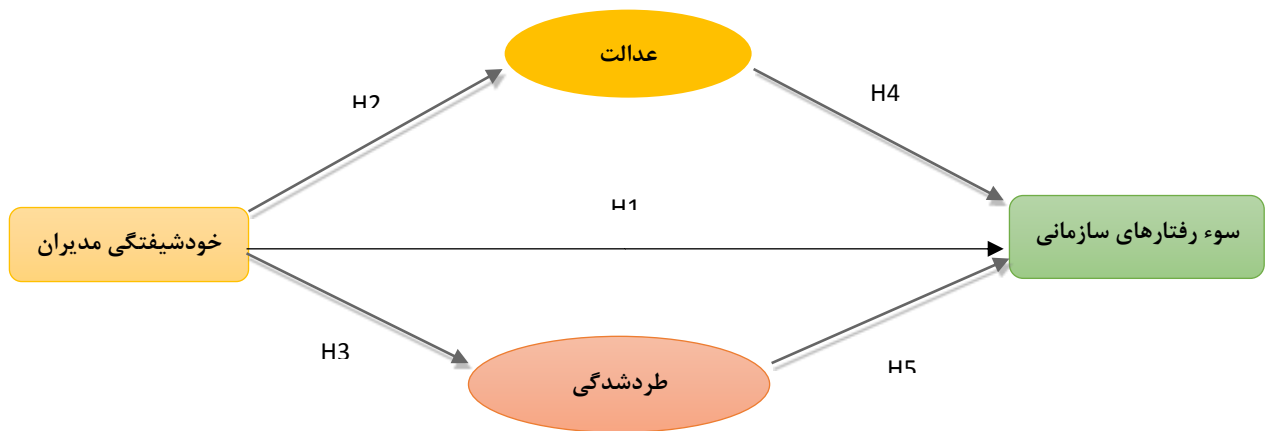 عدالت
H2
H4
H1
خودشیفتگی مدیران
سوء رفتارهای سازمانی
H3
H5
طردشدگی